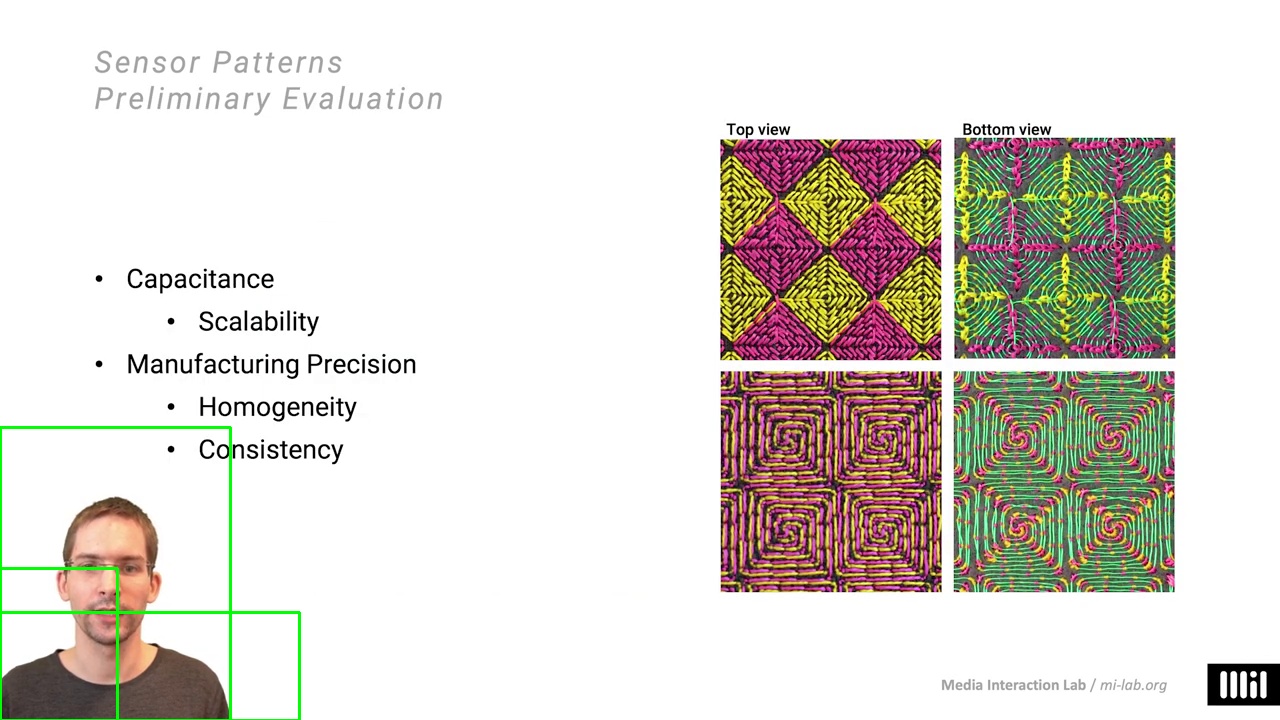 Sensor Patterns
Preliminary Evaluation
Top view
Bottom view
• Capacitance
• Scalability
• Manufacturing Precision
• Homogeneity
• Consistency
Media Interaction Lab / mi-lab.org